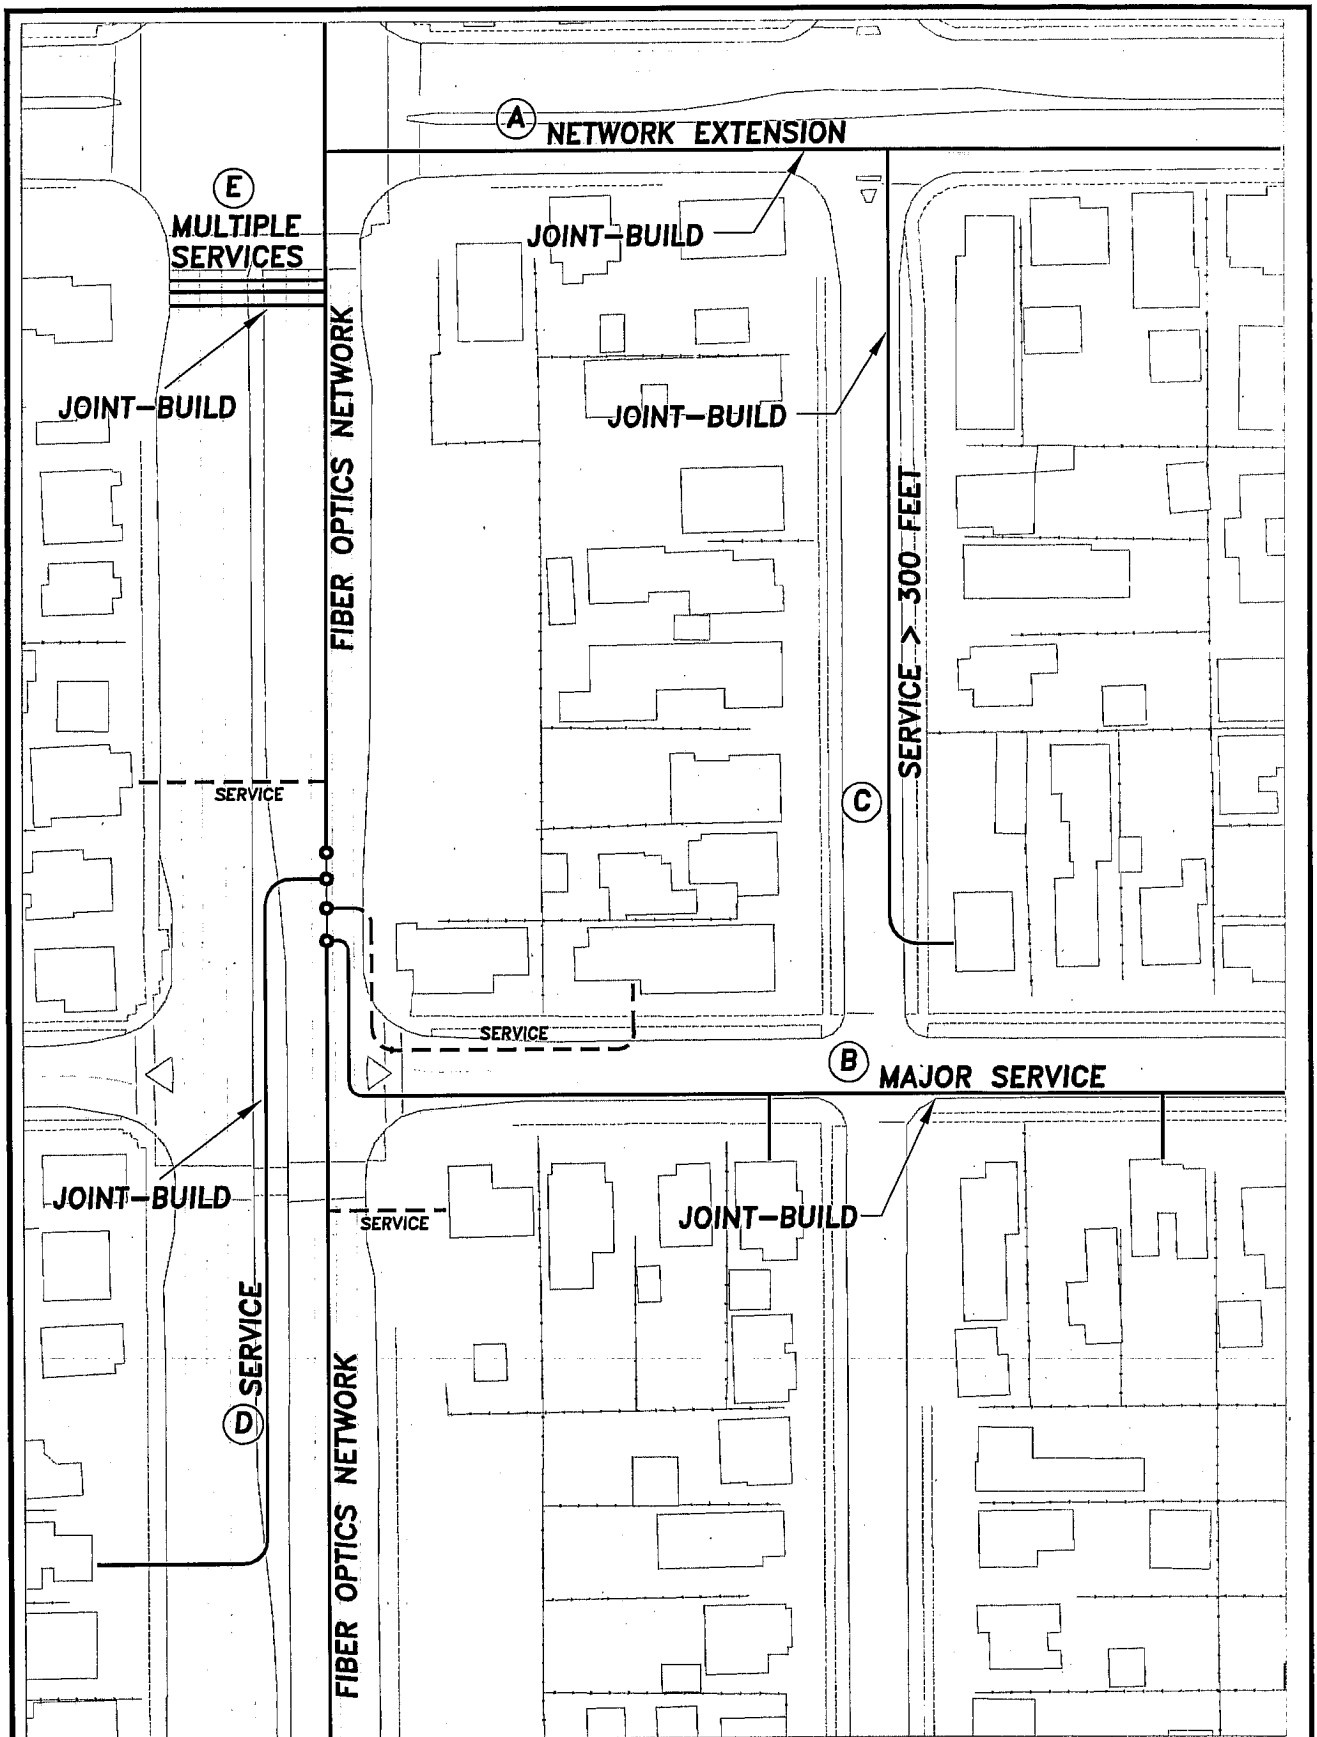 A
NETWORK EXTENSION
E
MULTIPLE
SERVICES
JOINT-BUILD
JOINT-BUILD
JOINT-BUILD
FIBER OPTICS NETWORK
SERVICE > 300 FEET
SERVICE
C
SERVICE
B
MAJOR SERVICE
JOINT-BUILD
SERVICE
JOINT-BUILD
D
SERVICE
FIBER OPTICS NETWORK